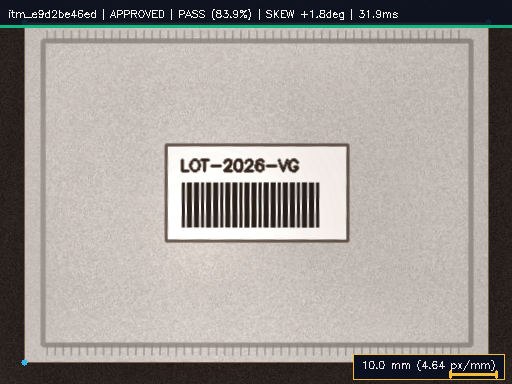 itm_e9d2be46ed | APPROVED | PASS (83.9%) | SKEW +1.8deg | 31.9ms
LOT-2026-VG
10.0 mm (4.64 px/mm)